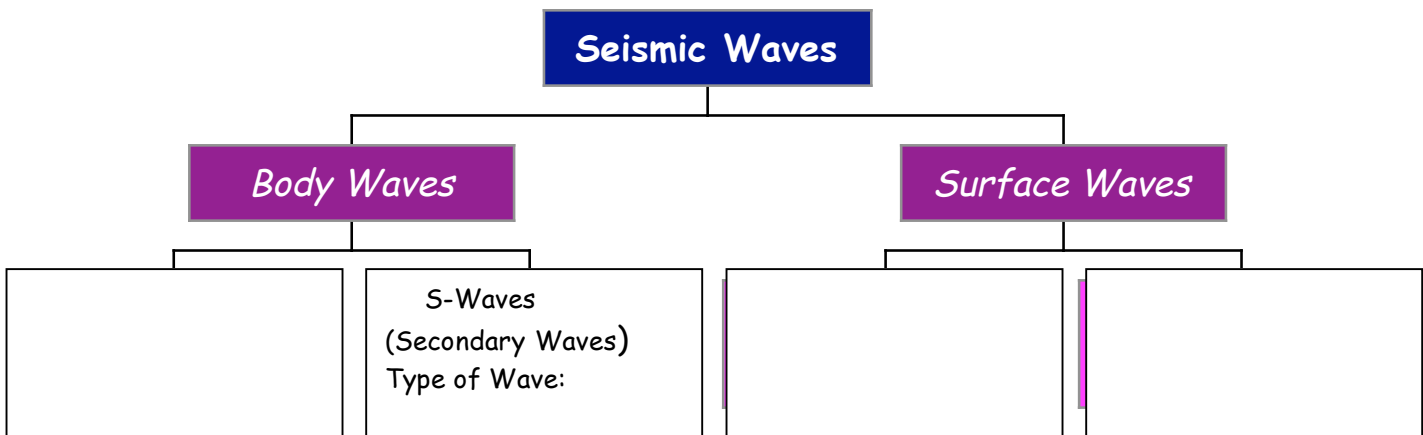 Seismic Waves
Body Waves
Surface Waves
S-Waves
(Secondary Waves)
Type of Wave: